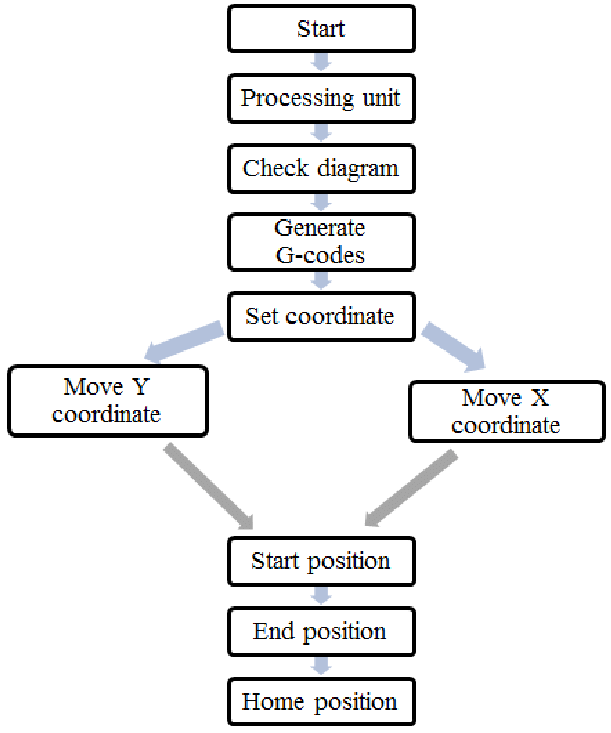 Start
Processing unit
Check diagram
Generate
G-codes
Set coordinate
Move Y
coordinate
Move X
coordinate
Start position
End position
Home position